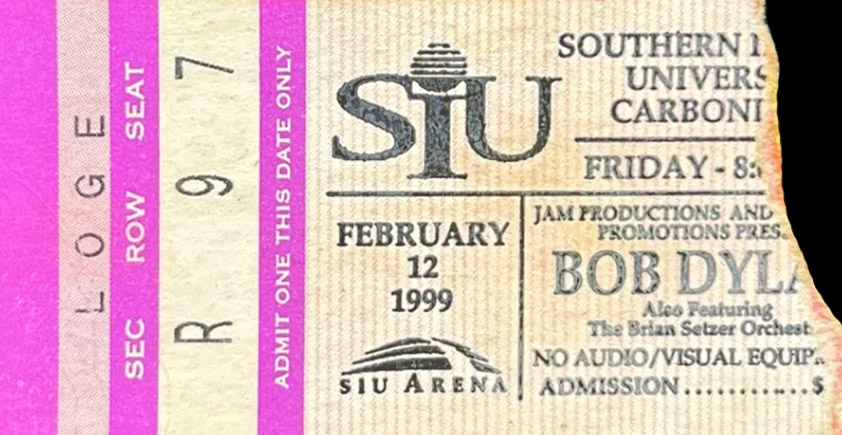 LOGE
SEC ROW SEAT
R 9 7
ADMIT ONE THIS DATE ONLY
SIU
SOUTHERN
UNIVERS
CARBON
FRIDAY - 8:
FEBRUARY
12
1999
SIU ARENA
JAM PRODUCTIONS AND
PROMOTIONS PRES
BOB DYLA
Also Featuring
The Brian Setzer Orchest
NO AUDIO/VISUAL EQUIP
ADMISSION............$